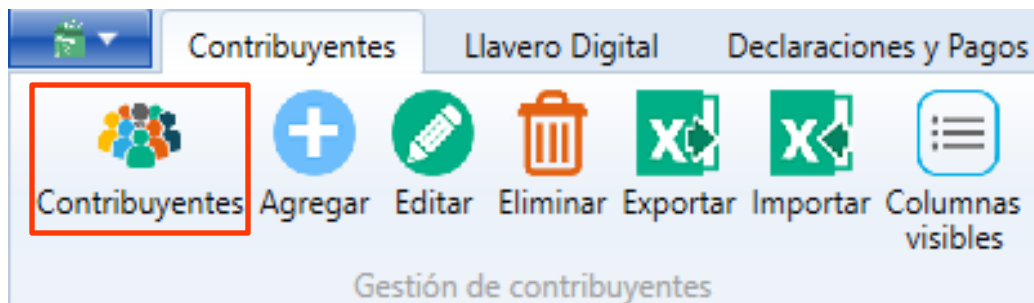 Contribuyentes Llavero Digital Declaraciones y Pagos
Contribuyentes Agregar Editar Eliminar Exportar Importar Columnas
visibles
Gestión de contribuyentes